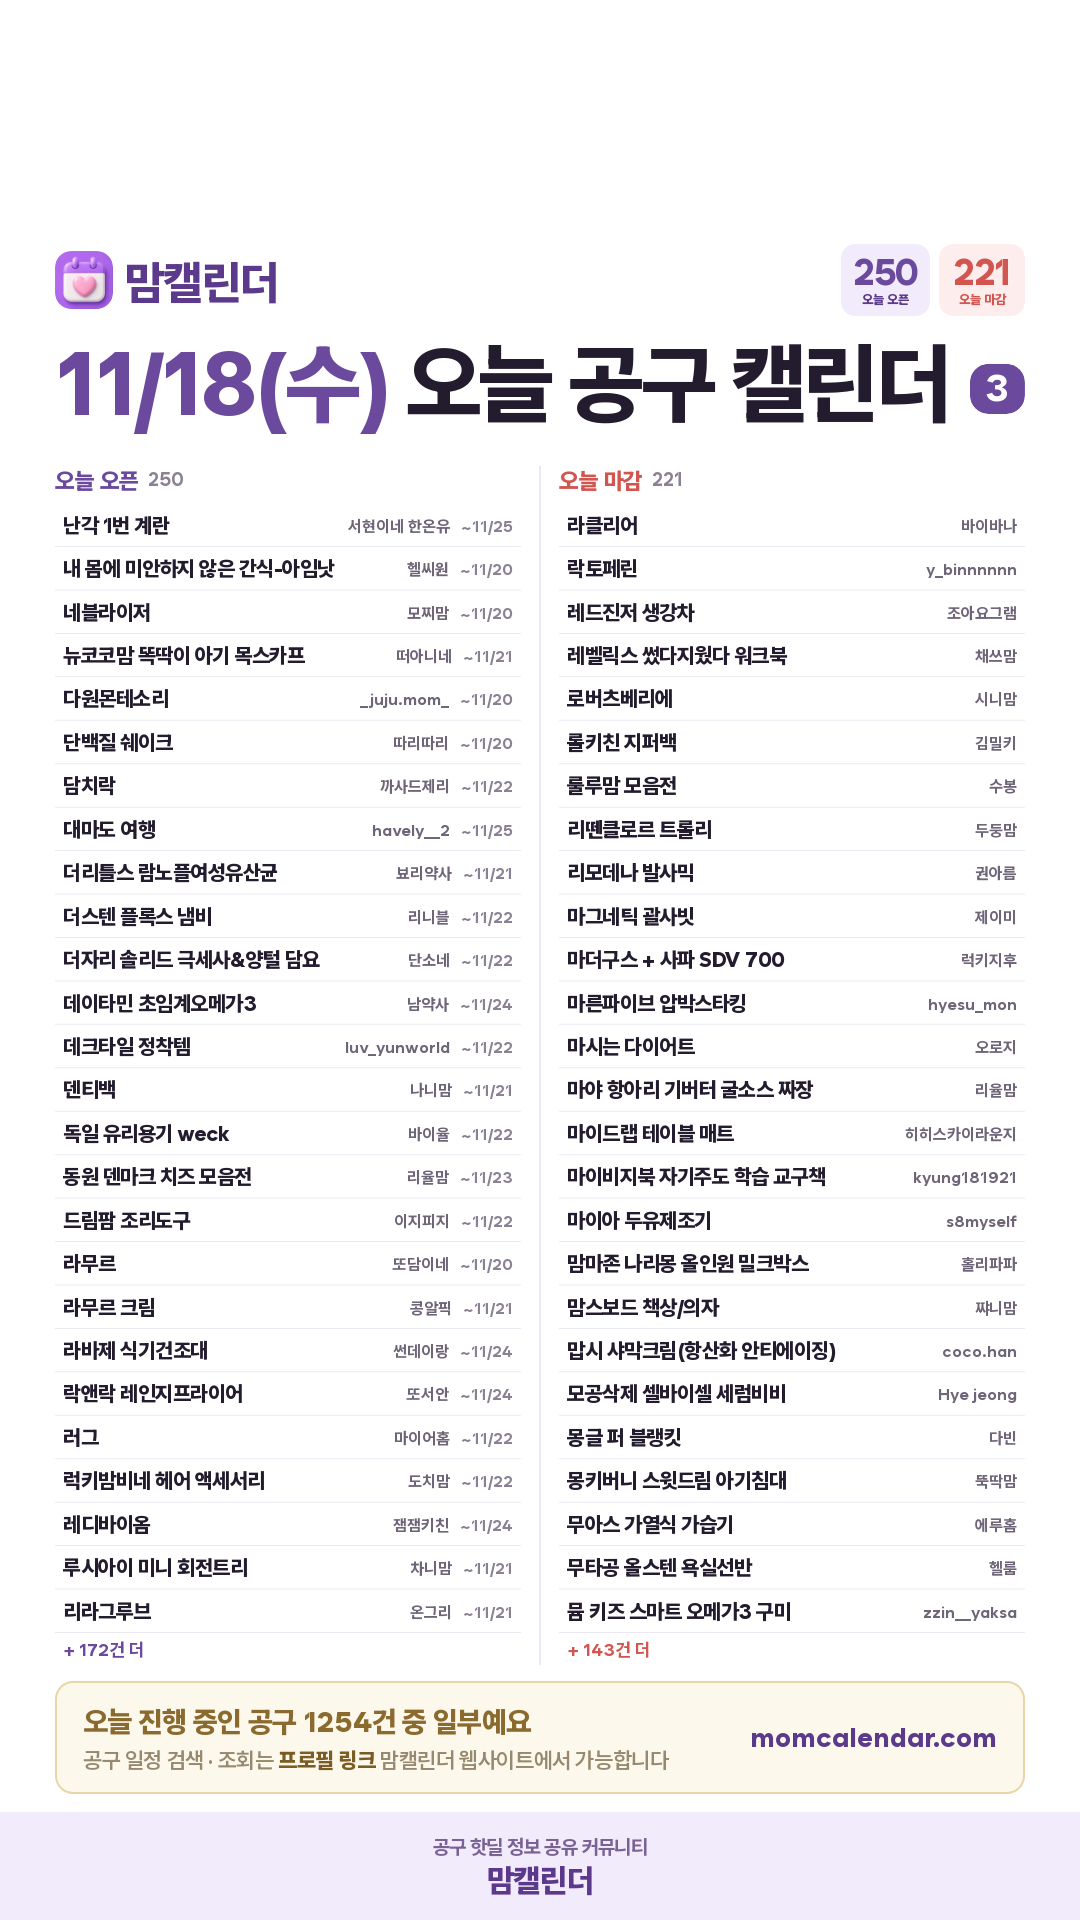 맘캘린더
250
오늘 오픈
221
오늘 마감
11/18(수) 오늘 공구 캘린더 3
오늘 오픈 250
난각 1번 계란 서현이네 한온유 ~11/25
내 몸에 미안하지 않은 간식-아임낫 헬씨원 ~11/20
네블라이저 모찌맘 ~11/20
뉴코코맘 똑딱이 아기 목스카프 떠아니네 ~11/21
다원몬테소리 _juju.mom_ ~11/20
단백질 쉐이크 따리따리 ~11/20
담치락 까사드제리 ~11/22
대마도 여행 havely__2 ~11/25
더리틀스 람노플여성유산균 뵤리약사 ~11/21
더스텐 플록스 냄비 리니블 ~11/22
더자리 솔리드 극세사&양털 담요 단소네 ~11/22
데이타민 초임계오메가3 남약사 ~11/24
데크타일 정착템 luv_yunworld ~11/22
덴티백 나니맘 ~11/21
독일 유리용기 weck 바이율 ~11/22
동원 덴마크 치즈 모음전 리율맘 ~11/23
드림팜 조리도구 이지피지 ~11/22
라무르 또담이네 ~11/20
라무르 크림 콩알픽 ~11/21
라바제 식기건조대 썬데이랑 ~11/24
락앤락 레인지프라이어 또서안 ~11/24
러그 마이어홈 ~11/22
럭키밤비네 헤어 액세서리 도치맘 ~11/22
레디바이옴 잼잼키친 ~11/24
루시아이 미니 회전트리 차니맘 ~11/21
리라그루브 온그리 ~11/21
+ 172건 더
오늘 마감 221
라클리어 바이바나
락토페린 y_binnnnnn
레드진저 생강차 조아요그램
레벨릭스 썼다지웠다 워크북 채쓰맘
로버츠베리에 시니맘
롤키친 지퍼백 김밀키
룰루맘 모음전 수봉
리뗀클로르 트롤리 두둥맘
리모데나 발사믹 권아름
마그네틱 괄사빗 제이미
마더구스 + 사파 SDV 700 럭키지후
마른파이브 압박스타킹 hyesu_mon
마시는 다이어트 오로지
마야 항아리 기버터 굴소스 짜장 리율맘
마이드랩 테이블 매트 히히스카이라운지
마이비지북 자기주도 학습 교구책 kyung181921
마이아 두유제조기 s8myself
맘마존 나리몽 올인원 밀크박스 홀리파파
맘스보드 책상/의자 쨔니맘
맙시 샤막크림(항산화 안티에이징) coco.han
모공삭제 셀바이셀 세럼비비 Hye jeong
몽글 퍼 블랭킷 다빈
몽키버니 스윗드림 아기침대 뚝딱맘
무아스 가열식 가습기 에루홈
무타공 올스텐 욕실선반 헬룸
뮴 키즈 스마트 오메가3 구미 zzin__yaksa
+ 143건 더
오늘 진행 중인 공구 1254건 중 일부예요
공구 일정 검색 · 조회는 프로필 링크 맘캘린더 웹사이트에서 가능합니다
momcalendar.com
공구 핫딜 정보 공유 커뮤니티
맘캘린더